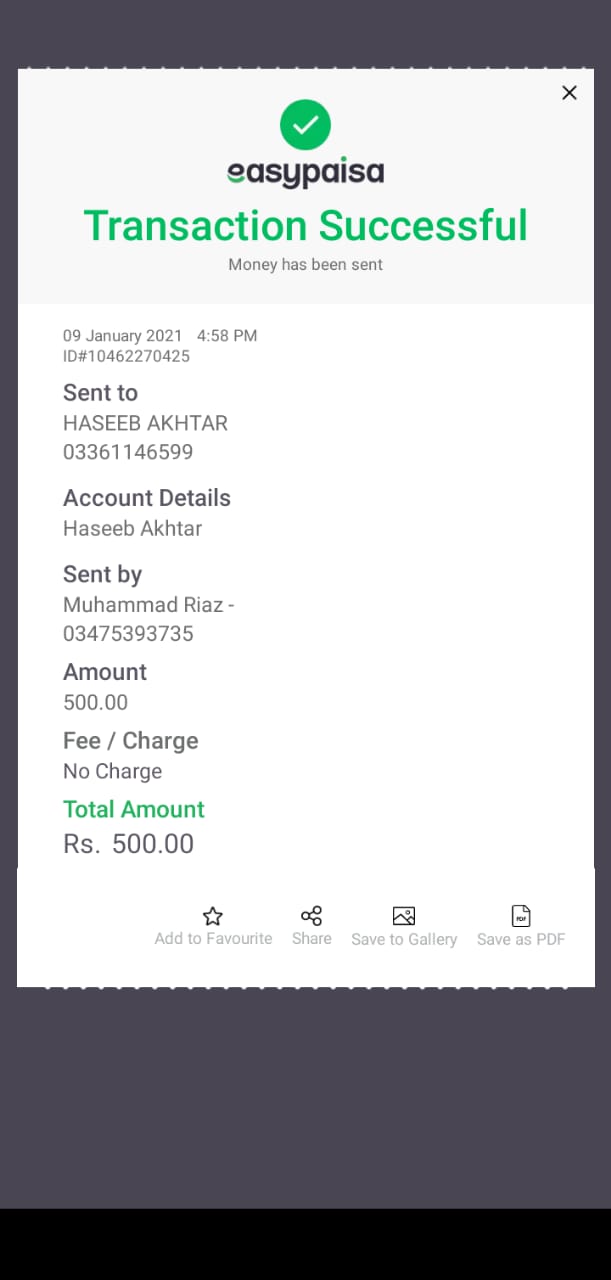 easypaisa
Transaction Successful
Money has been sent
09 January 2021 4:58 PM
ID#10462270425
Sent to
HASEEB AKHTAR
03361146599
Account Details
Haseeb Akhtar
Sent by
Muhammad Riaz -
03475393735
Amount
500.00
Fee / Charge
No Charge
Total Amount
Rs. 500.00
Add to Favourite Share Save to Gallery PDF Save as PDF